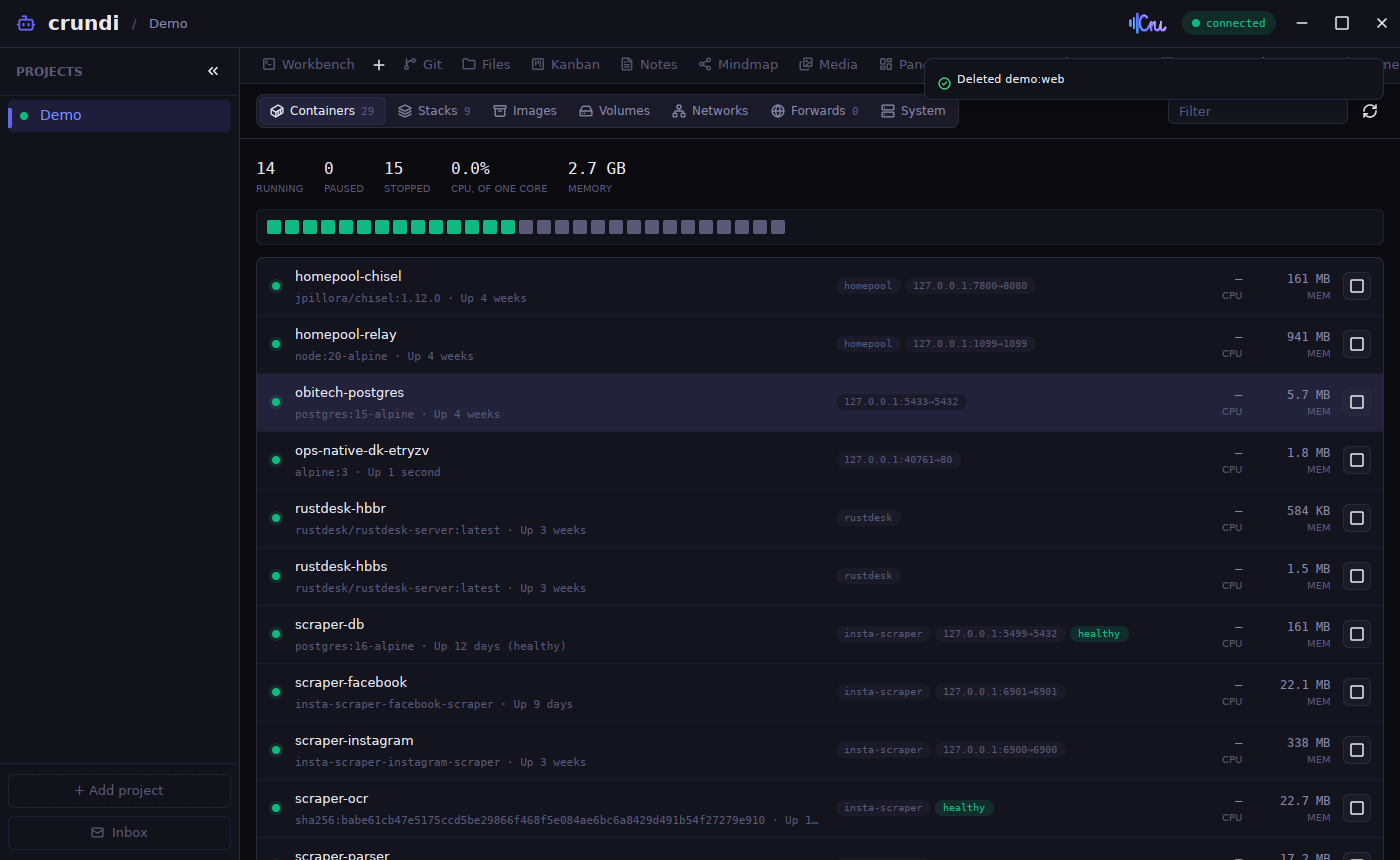 crundi / Demo
Cru
connected
PROJECTS
Workbench
Git
Files
Kanban
Notes
Mindmap
Media
Deleted demo:web
Demo
Containers 29
Stacks 9
Images
Volumes
Networks
Forwards 0
System
Filter
14 0 15 0.0% 2.7 GB
RUNNING PAUSED STOPPED CPU, OF ONE CORE MEMORY
homepool-chisel
jpillora/chisel:1.12.0 · Up 4 weeks
homepool 127.0.0.1:7800→8080
— CPU
161 MB MEM
homepool-relay
node:20-alpine · Up 4 weeks
homepool 127.0.0.1:1099→1099
— CPU
941 MB MEM
obitech-postgres
postgres:15-alpine · Up 4 weeks
127.0.0.1:5433→5432
— CPU
5.7 MB MEM
ops-native-dk-etryzv
alpine:3 · Up 1 second
127.0.0.1:40761→80
— CPU
1.8 MB MEM
rustdesk-hbbr
rustdesk/rustdesk-server:latest · Up 3 weeks
rustdesk
— CPU
584 KB MEM
rustdesk-hbbs
rustdesk/rustdesk-server:latest · Up 3 weeks
rustdesk
— CPU
1.5 MB MEM
scraper-db
postgres:16-alpine · Up 12 days (healthy)
insta-scraper 127.0.0.1:5499→5432 healthy
— CPU
161 MB MEM
scraper-facebook
insta-scraper-facebook-scraper · Up 9 days
insta-scraper 127.0.0.1:6901→6901
— CPU
22.1 MB MEM
scraper-instagram
insta-scraper-instagram-scraper · Up 3 weeks
insta-scraper 127.0.0.1:6900→6900
— CPU
338 MB MEM
scraper-ocr
sha256:babe61cb47e5175ccd5be29866f468f5e084ae6bc6a8429d491b54f27279e910 · Up 1…
insta-scraper healthy
— CPU
22.7 MB MEM
scraper-parser
17.2 MB
+ Add project
Inbox